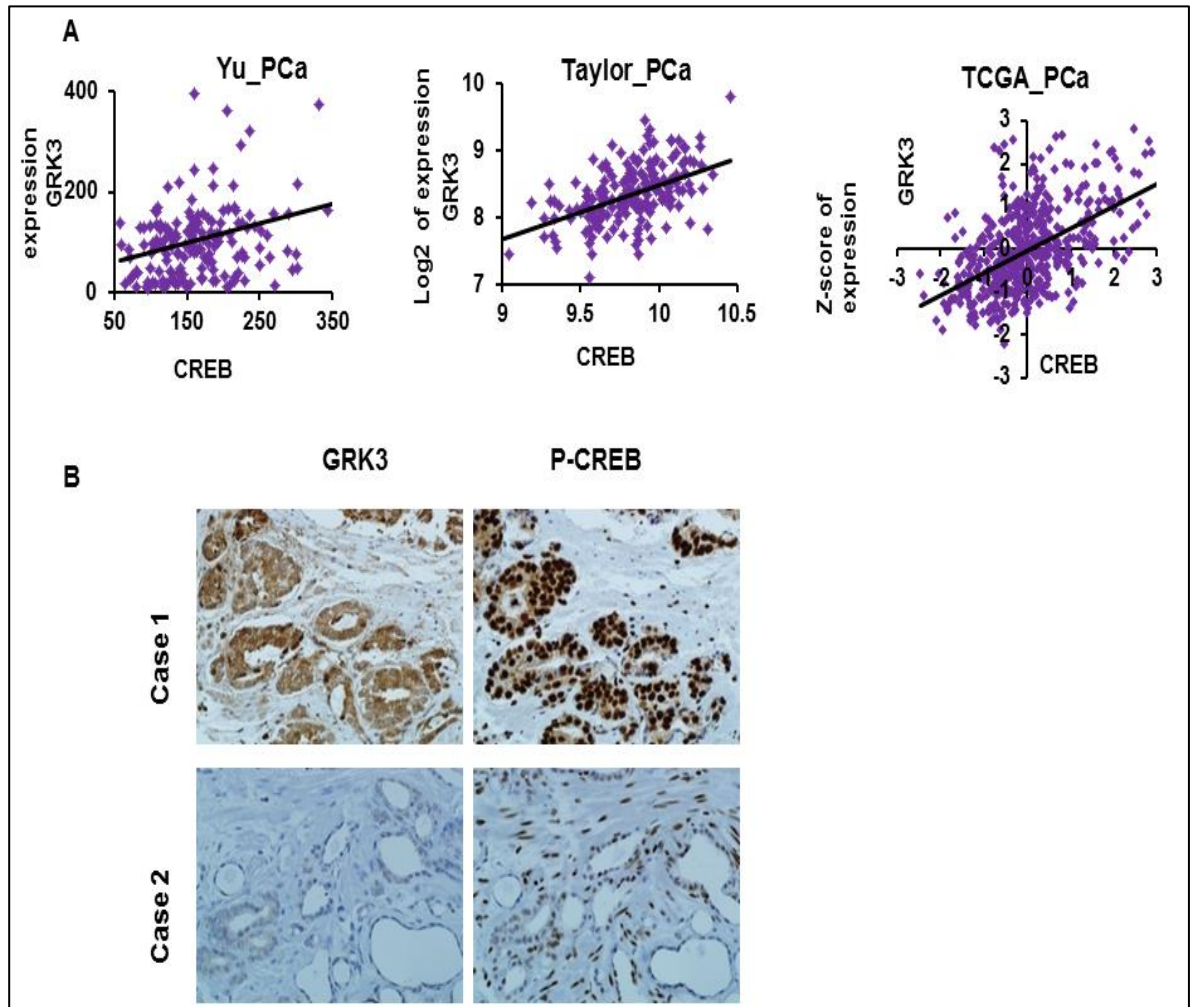 A
Yu_PCa
400
200
0
expression
GRK3
50 150 250 350
CREB
Taylor_PCa
10
9
8
7
Log2 of expression
GRK3
9 9.5 10 10.5
CREB
TCGA_PCa
3
2
1
0
-1
-2
-3
GRK3
Z-score of
expression
-3 -2 -1 0 1 2 3
CREB
B
GRK3 P-CREB
Case 1
Case 2